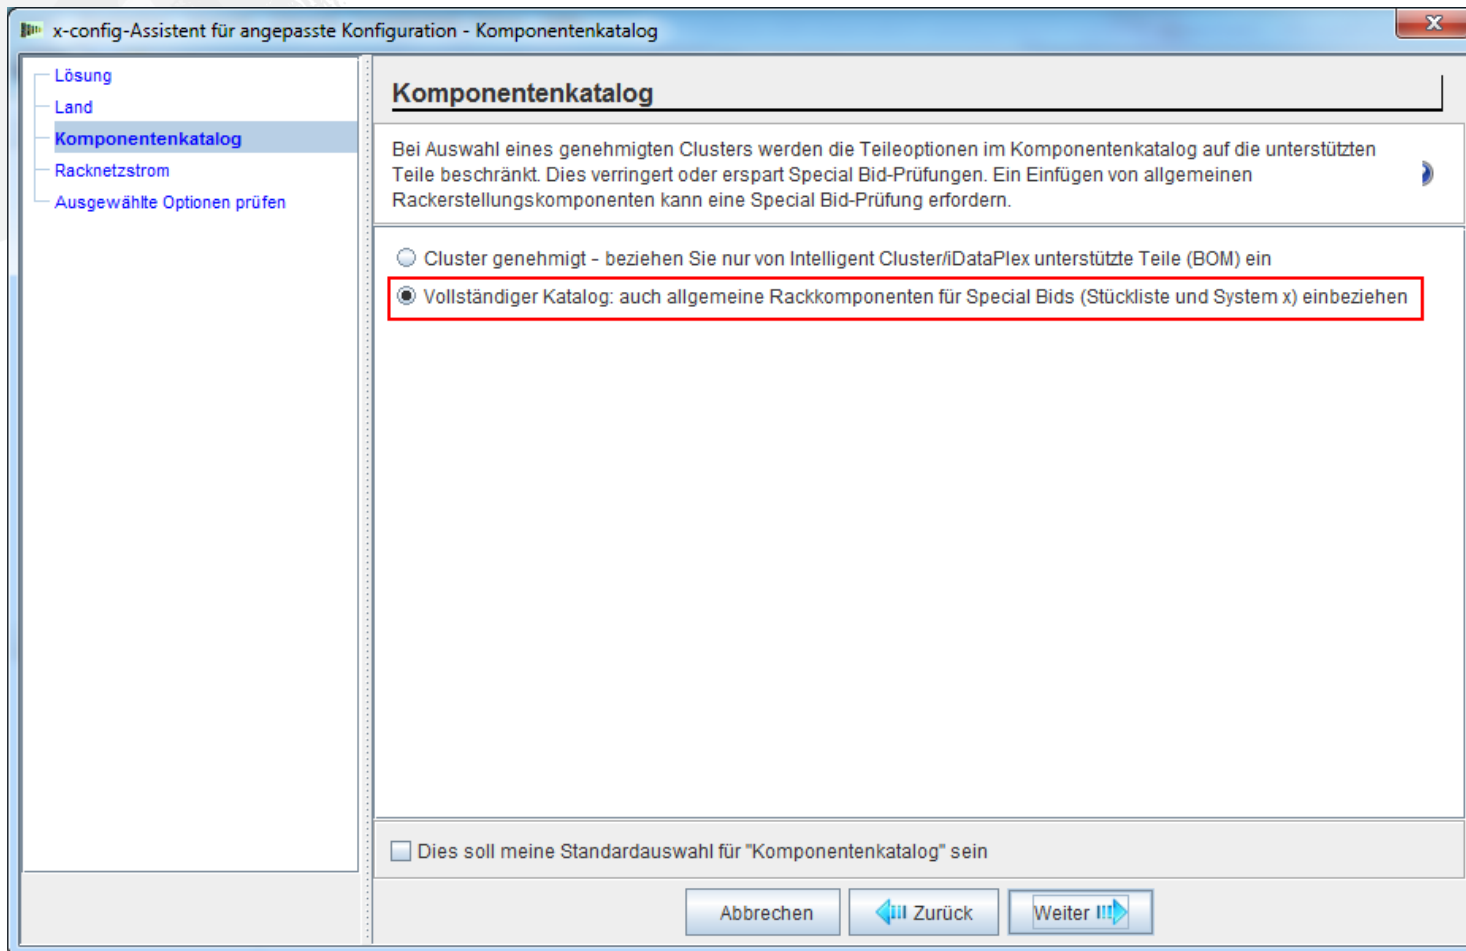 x-config-Assistent für angepasste Konfiguration - Komponentenkatalog
Lösung
Land
Komponentenkatalog
Racknetzstrom
Ausgewählte Optionen prüfen
Komponentenkatalog
Bei Auswahl eines genehmigten Clusters werden die Teileoptionen im Komponentenkatalog auf die unterstützten
Teile beschränkt. Dies verringert oder erspart Special Bid-Prüfungen. Ein Einfügen von allgemeinen
Rackerstellungskomponenten kann eine Special Bid-Prüfung erfordern.
Cluster genehmigt - beziehen Sie nur von Intelligent Cluster/iDataPlex unterstützte Teile (BOM) ein
Vollständiger Katalog: auch allgemeine Rackkomponenten für Special Bids (Stückliste und System x) einbeziehen
Dies soll meine Standardauswahl für "Komponentenkatalog" sein
Abbrechen
Zurück
Weiter